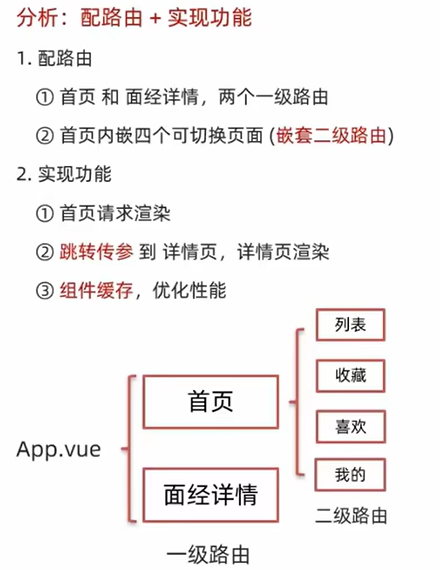 分析：配路由 + 实现功能
1. 配路由
① 首页 和 面经详情，两个一级路由
② 首页内嵌四个可切换页面 (嵌套二级路由)
2. 实现功能
① 首页请求渲染
② 跳转传参 到 详情页，详情页渲染
③ 组件缓存，优化性能
App.vue
首页
面经详情
一级路由
列表
收藏
喜欢
我的
二级路由